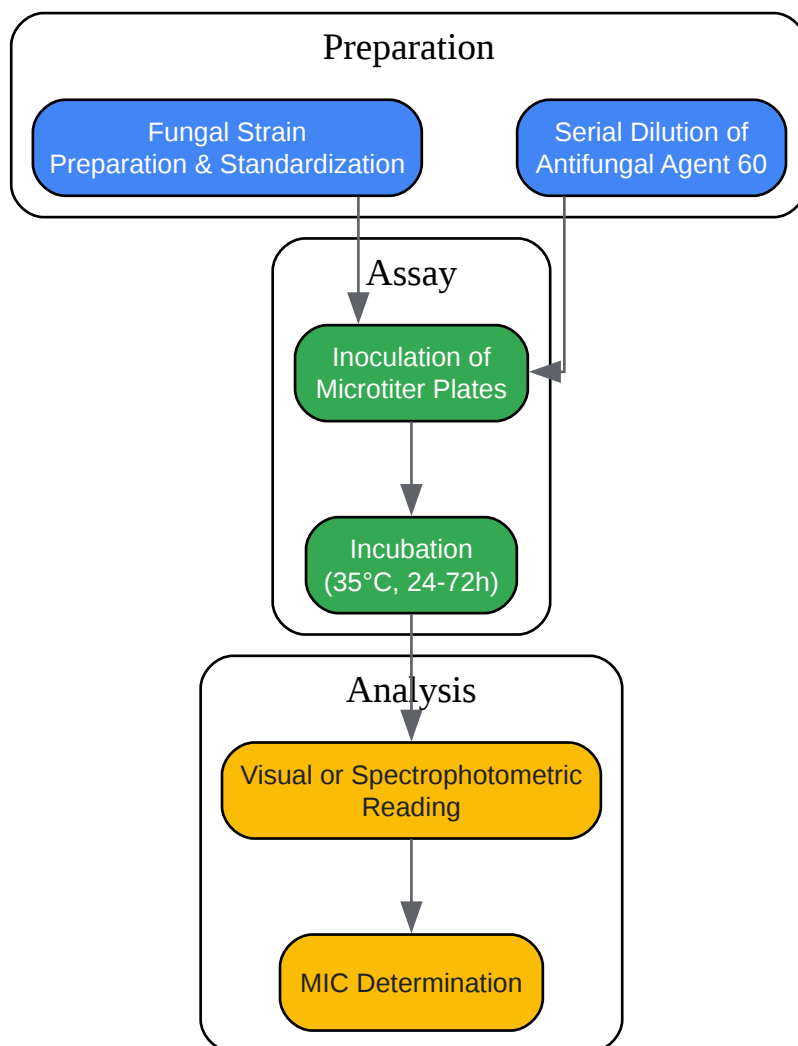 Preparation
Fungal Strain
Preparation & Standardization
Serial Dilution of
Antifungal Agent 60
Assay
Inoculation of
Microtiter Plates
Incubation
(35°C, 24-72h)
Analysis
Visual or Spectrophotometric
Reading
MIC Determination